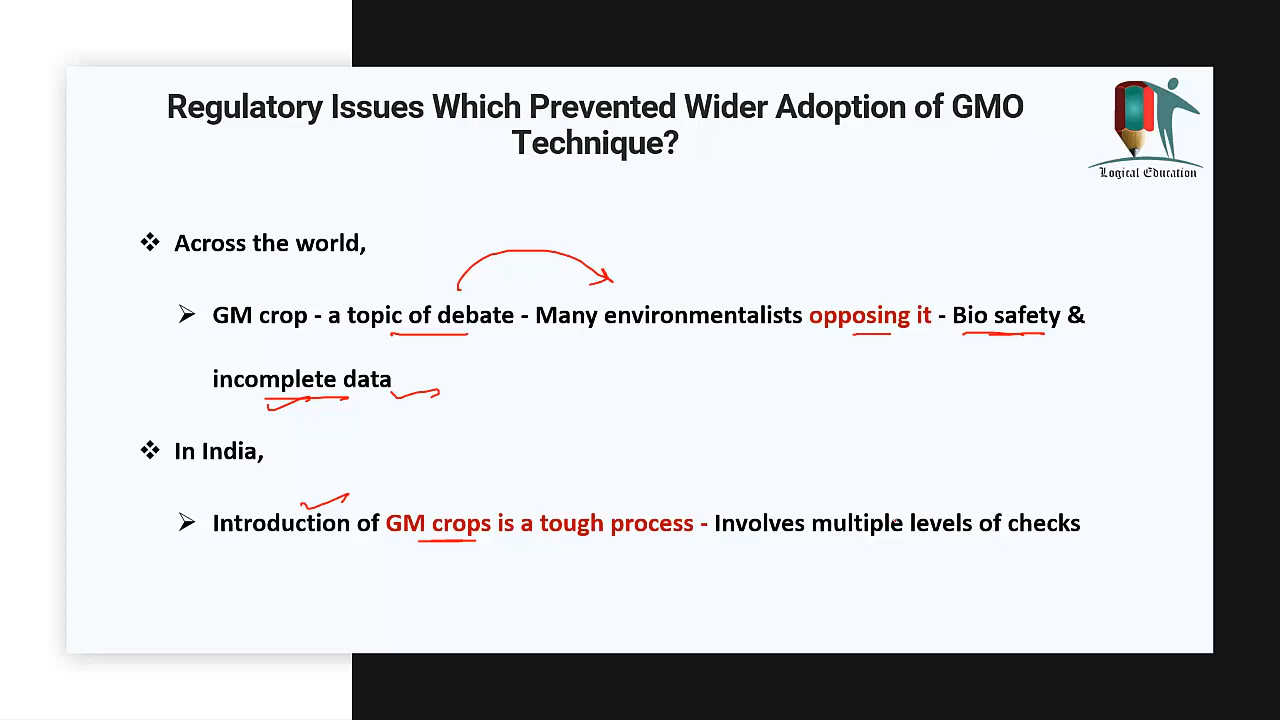 Regulatory Issues Which Prevented Wider Adoption of GMO
Technique?
Logical Education
❖ Across the world,
➢ GM crop - a topic of debate - Many environmentalists opposing it - Bio safety &
incomplete data
❖ In India,
➢ Introduction of GM crops is a tough process - Involves multiple levels of checks